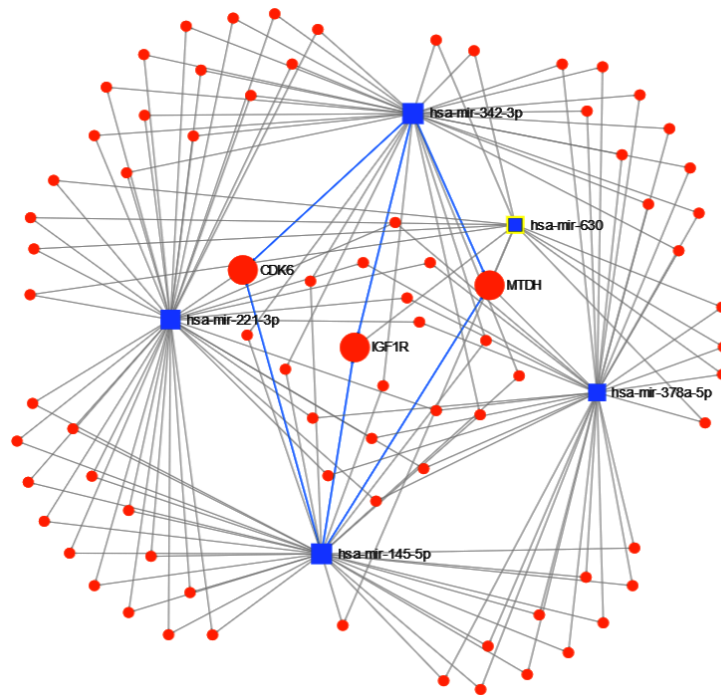 hsa-mir-342-3p
hsa-mir-630
CDK6
MTDH
hsa-mir-221-3p
IGF1R
hsa-mir-378a-5p
hsa-mir-145-5p